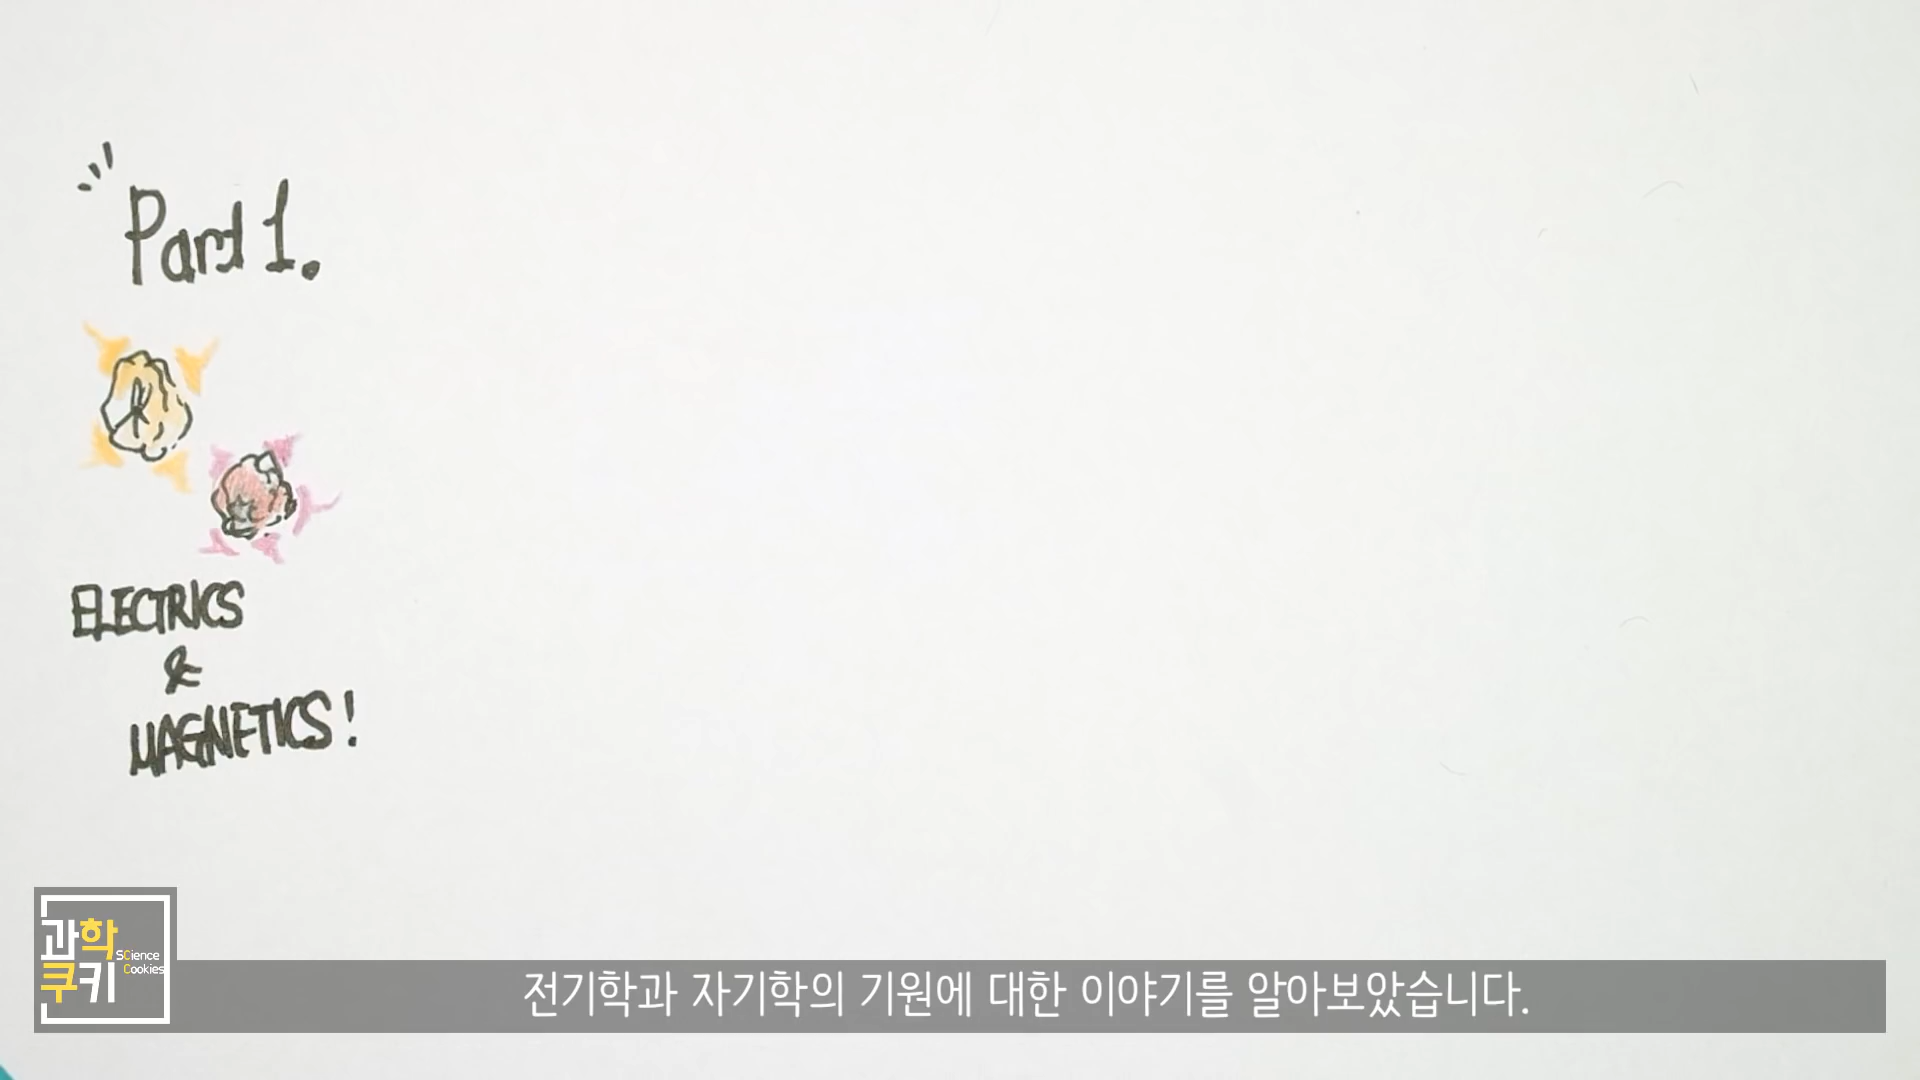 Part 1.
ELECTRICS
&
MAGNETICS!
과학
쿠키
SCience
Cookies
전기학과 자기학의 기원에 대한 이야기를 알아보았습니다.